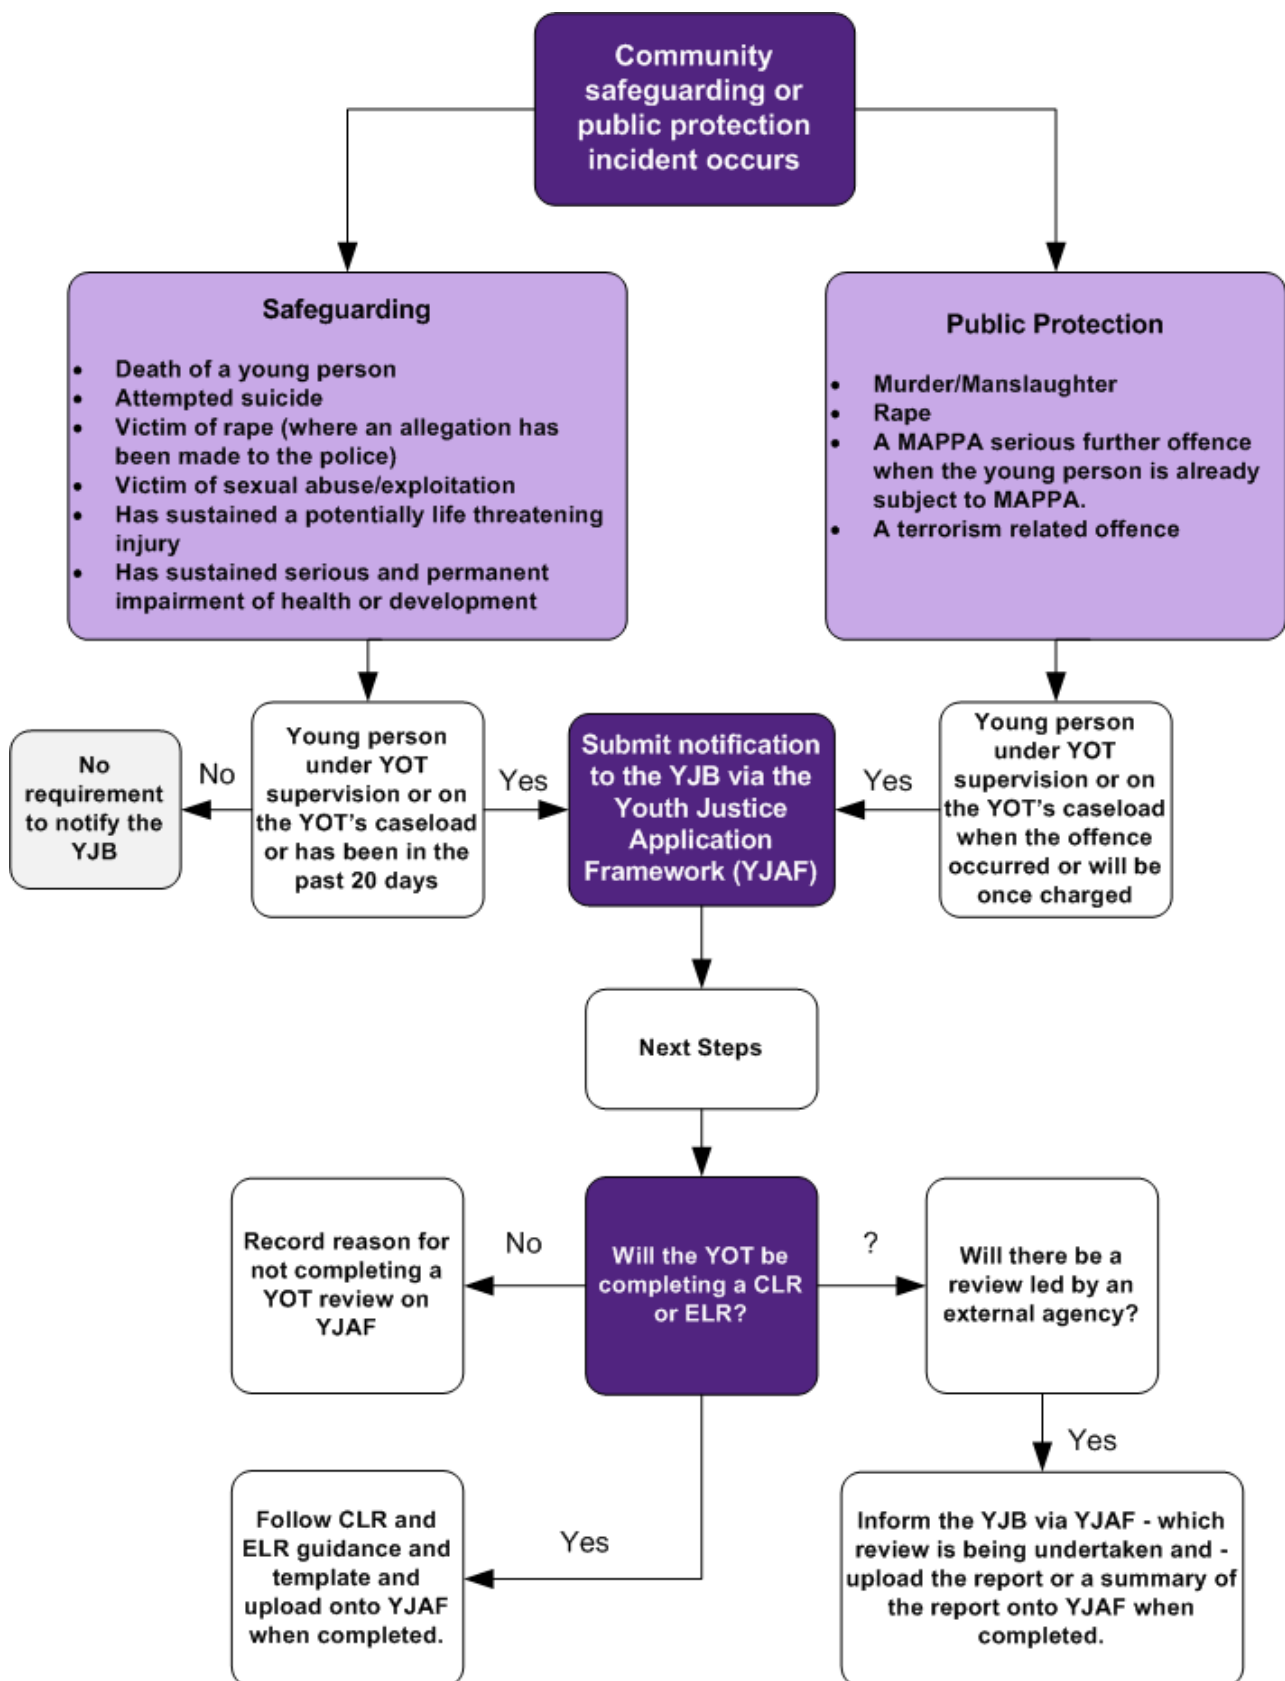 Community
safeguarding or
public protection
incident occurs
Safeguarding
• Death of a young person
• Attempted suicide
• Victim of rape (where an allegation has
been made to the police)
• Victim of sexual abuse/exploitation
• Has sustained a potentially life threatening
injury
• Has sustained serious and permanent
impairment of health or development
Public Protection
• Murder/Manslaughter
• Rape
• A MAPPA serious further offence
when the young person is already
subject to MAPPA.
• A terrorism related offence
No
requirement
to notify the
YJB
No
Young person
under YOT
supervision or on
the YOT's caseload
or has been in the
past 20 days
Yes
Submit notification
to the YJB via the
Youth Justice
Application
Framework (YJAF)
Yes
Young person
under YOT
supervision or on
the YOT's caseload
when the offence
occurred or will be
once charged
Next Steps
Record reason for
not completing a
YOT review on
YJAF
No
Will the YOT be
completing a CLR
or ELR?
?
Will there be a
review led by an
external agency?
Yes
Follow CLR and
ELR guidance and
template and
upload onto YJAF
when completed.
Yes
Inform the YJB via YJAF - which
review is being undertaken and -
upload the report or a summary of
the report onto YJAF when
completed.